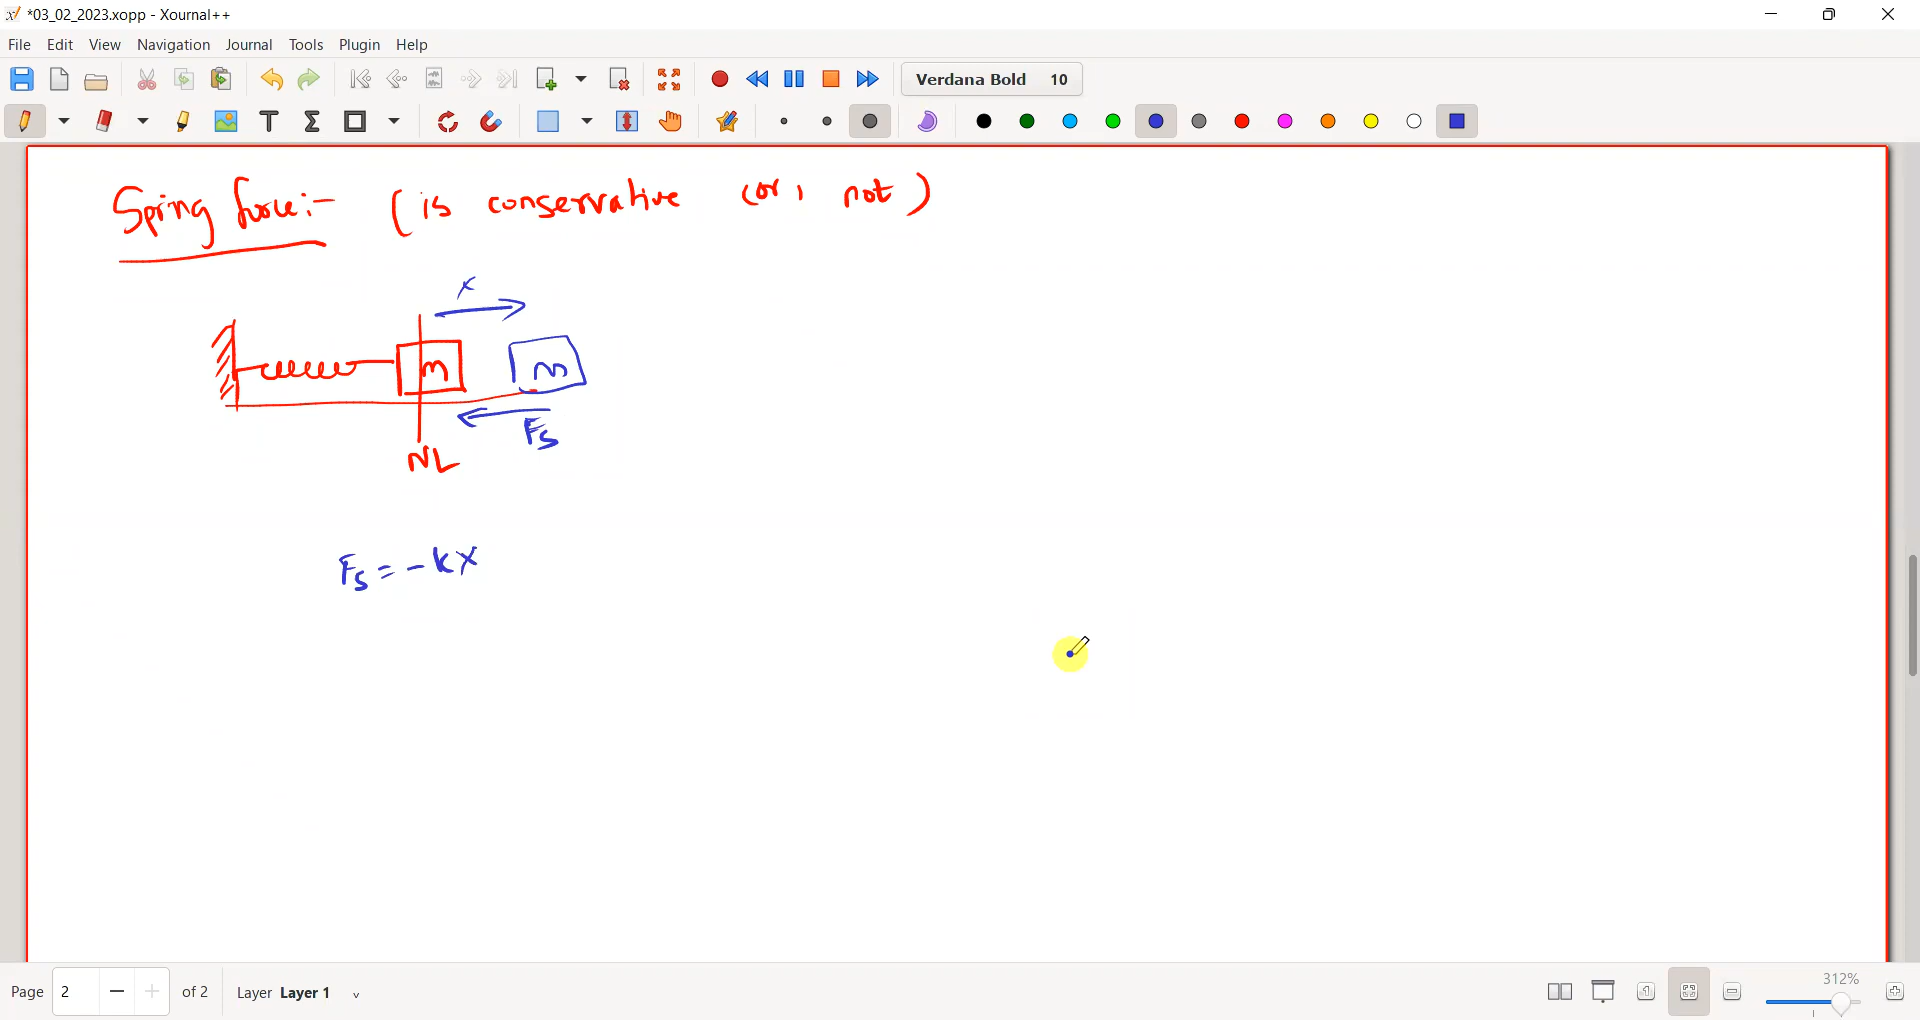 *03_02_2023.xopp - Xournal++
File Edit View Navigation Journal Tools Plugin Help
Verdana Bold 10
Spring force:- (is conservative (or) not)
x
m m
Fs
NL
Fs = -kx
Page 2 of 2 Layer Layer 1 312%